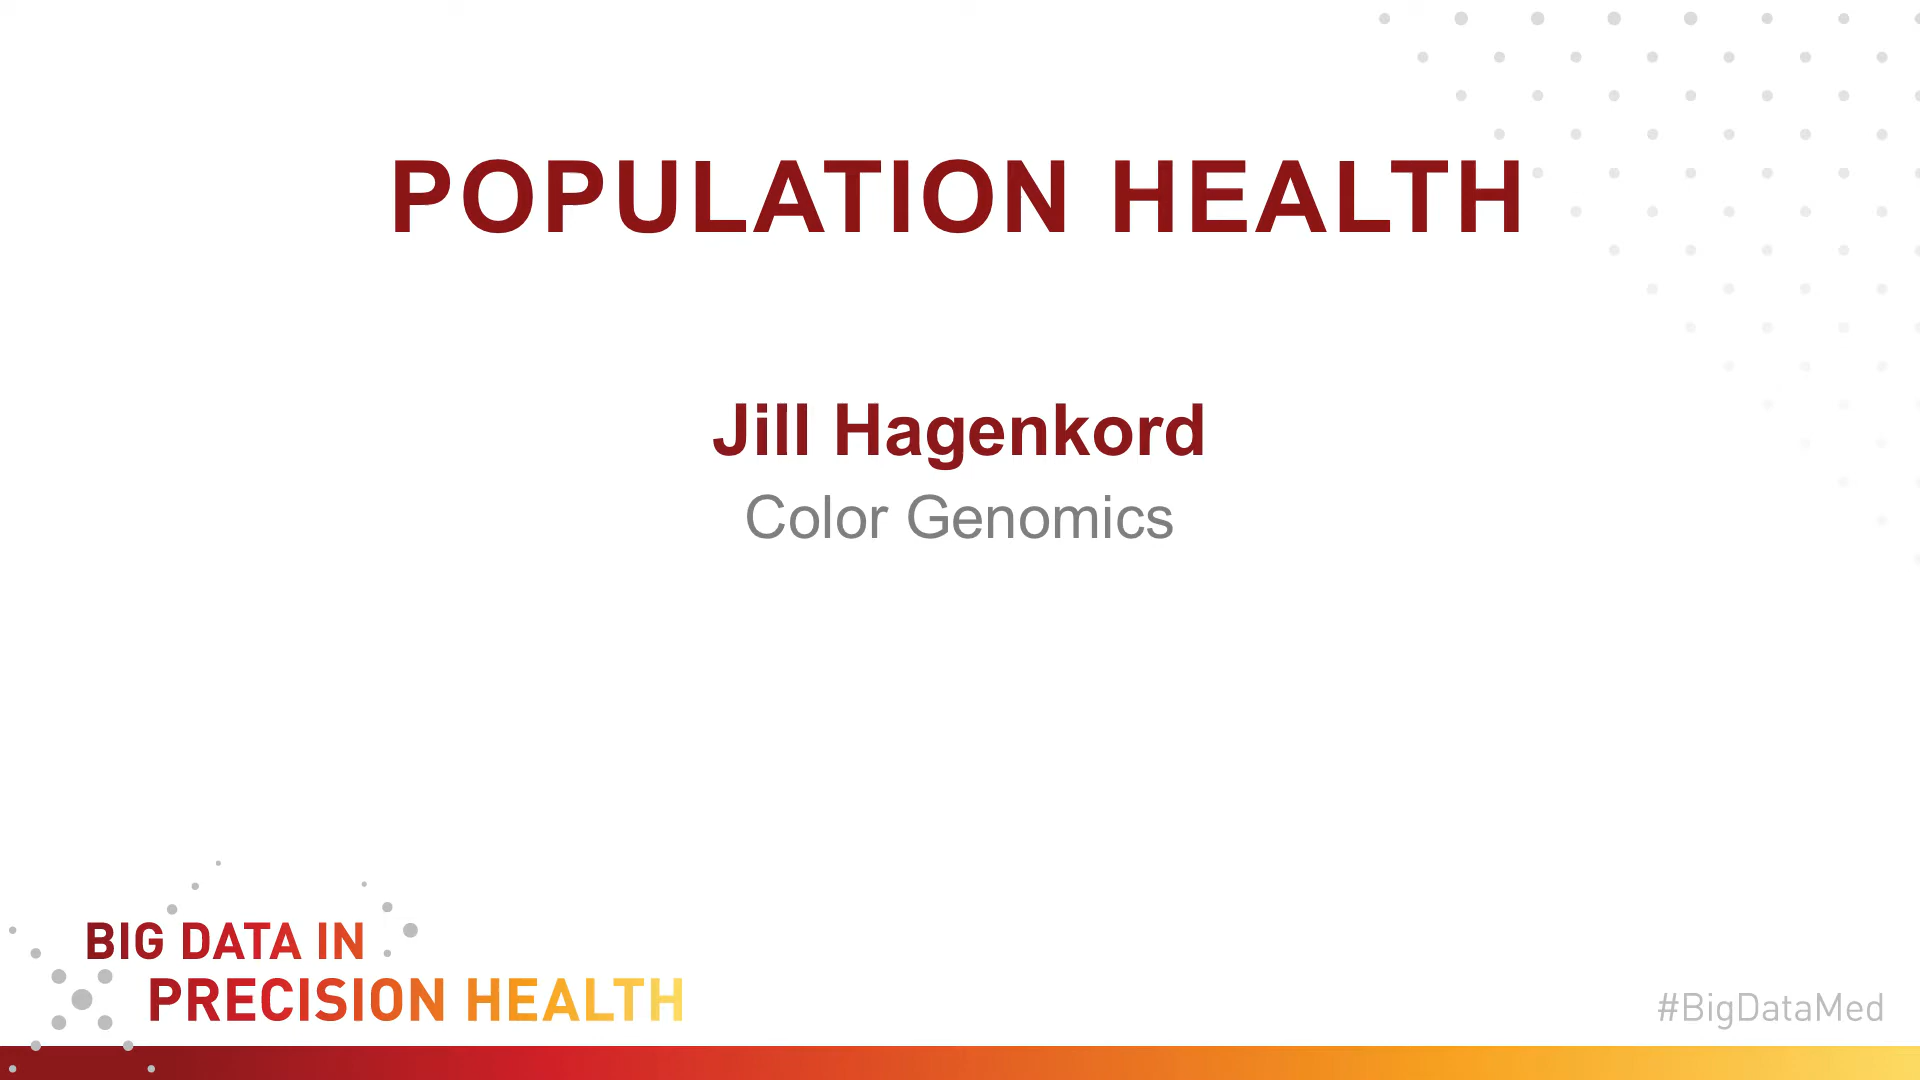 POPULATION HEALTH
Jill Hagenkord
Color Genomics
BIG DATA IN
PRECISION HEALTH
#BigDataMed